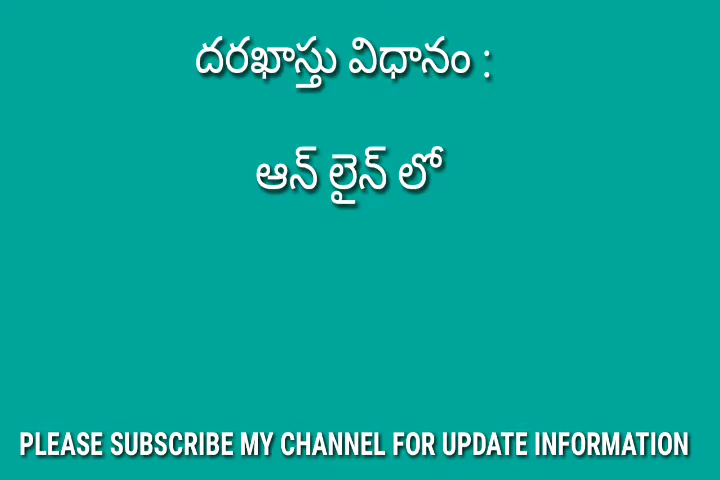 దరఖాస్తు విధానం :
ఆన్ లైన్ లో
PLEASE SUBSCRIBE MY CHANNEL FOR UPDATE INFORMATION